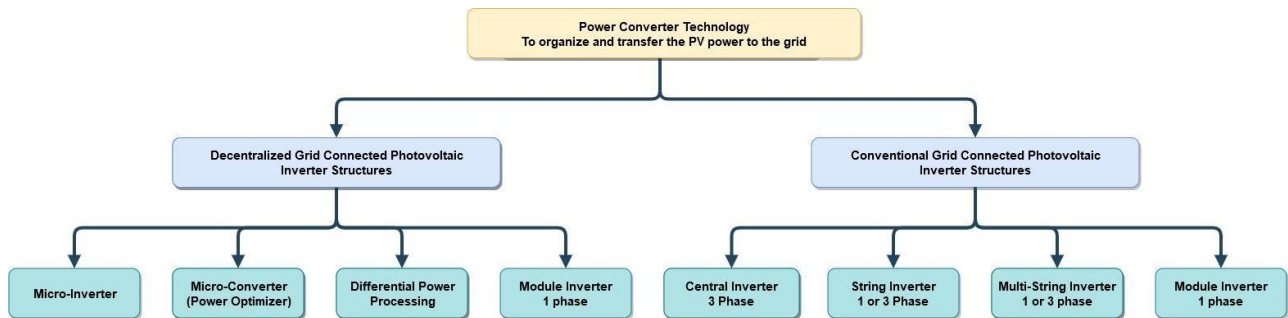 Power Converter Technology
To organize and transfer the PV power to the grid
Decentralized Grid Connected Photovoltaic
Inverter Structures
Conventional Grid Connected Photovoltaic
Inverter Structures
Micro-Inverter
Micro-Converter
(Power Optimizer)
Differential Power
Processing
Module Inverter
1 phase
Central Inverter
3 Phase
String Inverter
1 or 3 Phase
Multi-String Inverter
1 or 3 phase
Module Inverter
1 phase